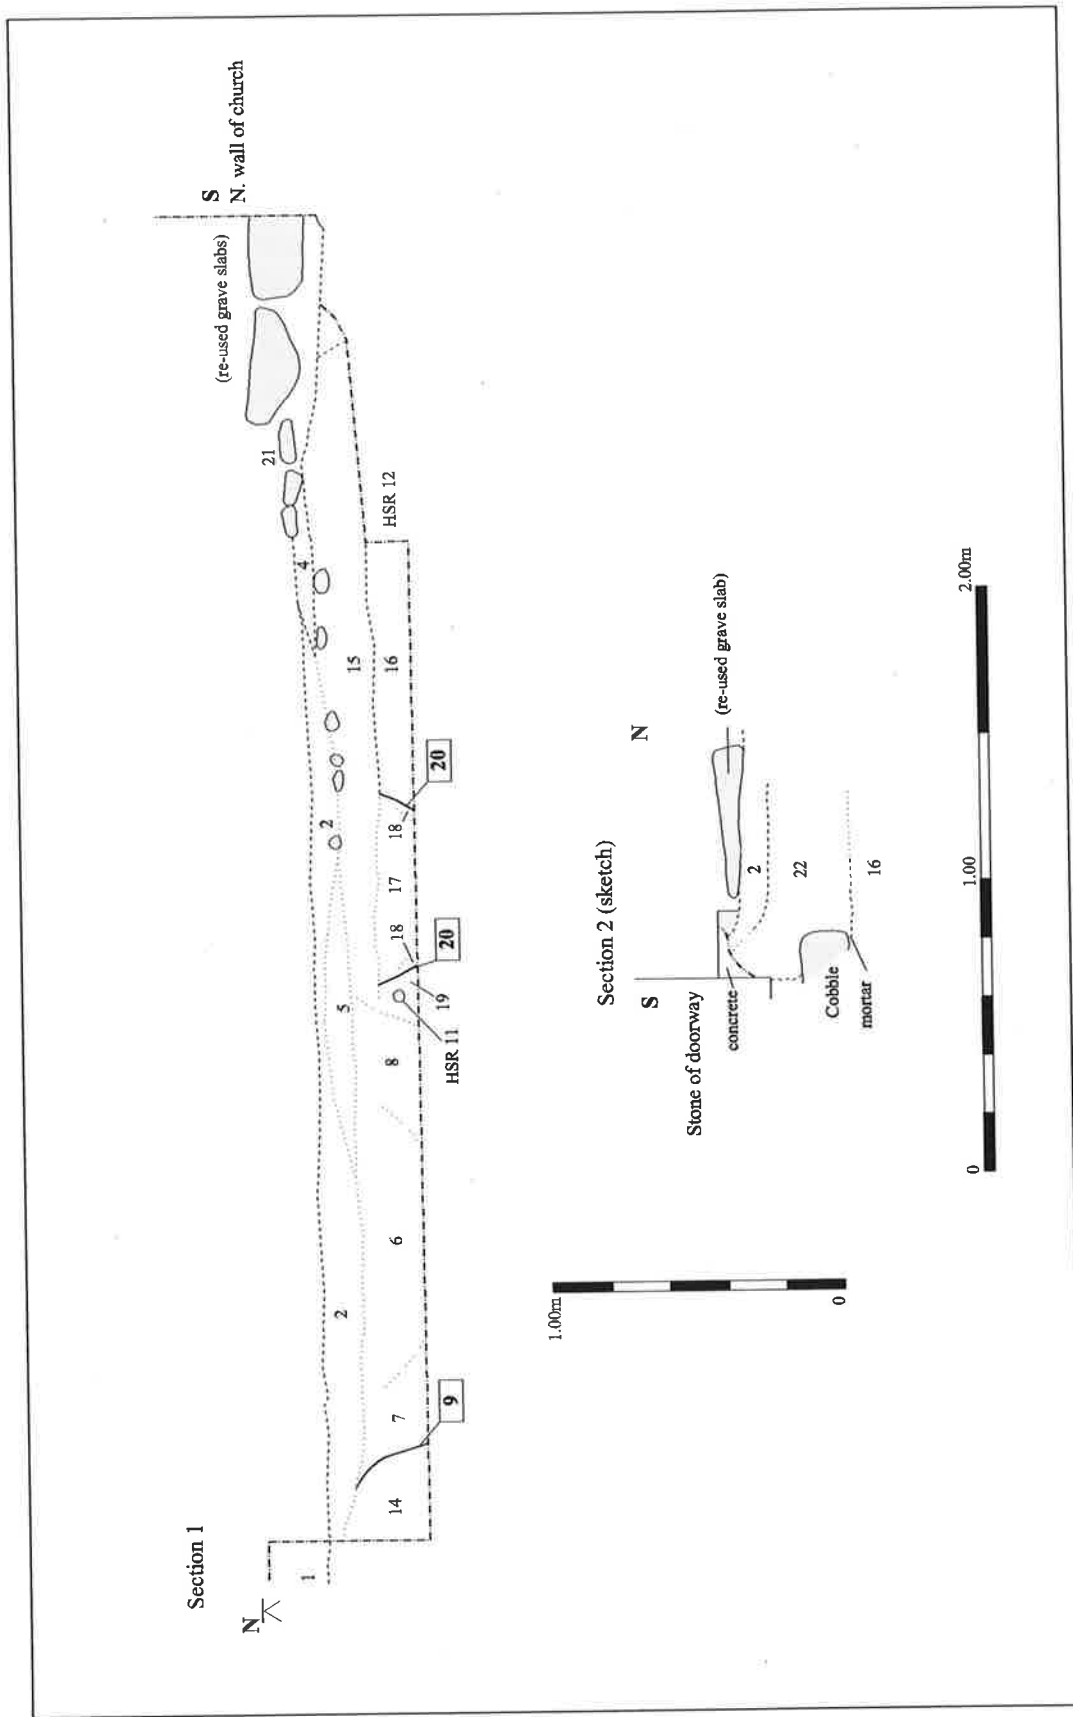 Section 1
N
S
N. wall of church
(re-used grave slabs)
1
2
5
2
4
21
14
7
6
8
19
18
17
18
16
15
9
HSR 11
20
20
HSR 12
Section 2 (sketch)
S
N
Stone of doorway
concrete
(re-used grave slab)
2
22
16
Cobble
mortar
1.00m
0
0
1.00
2.00m